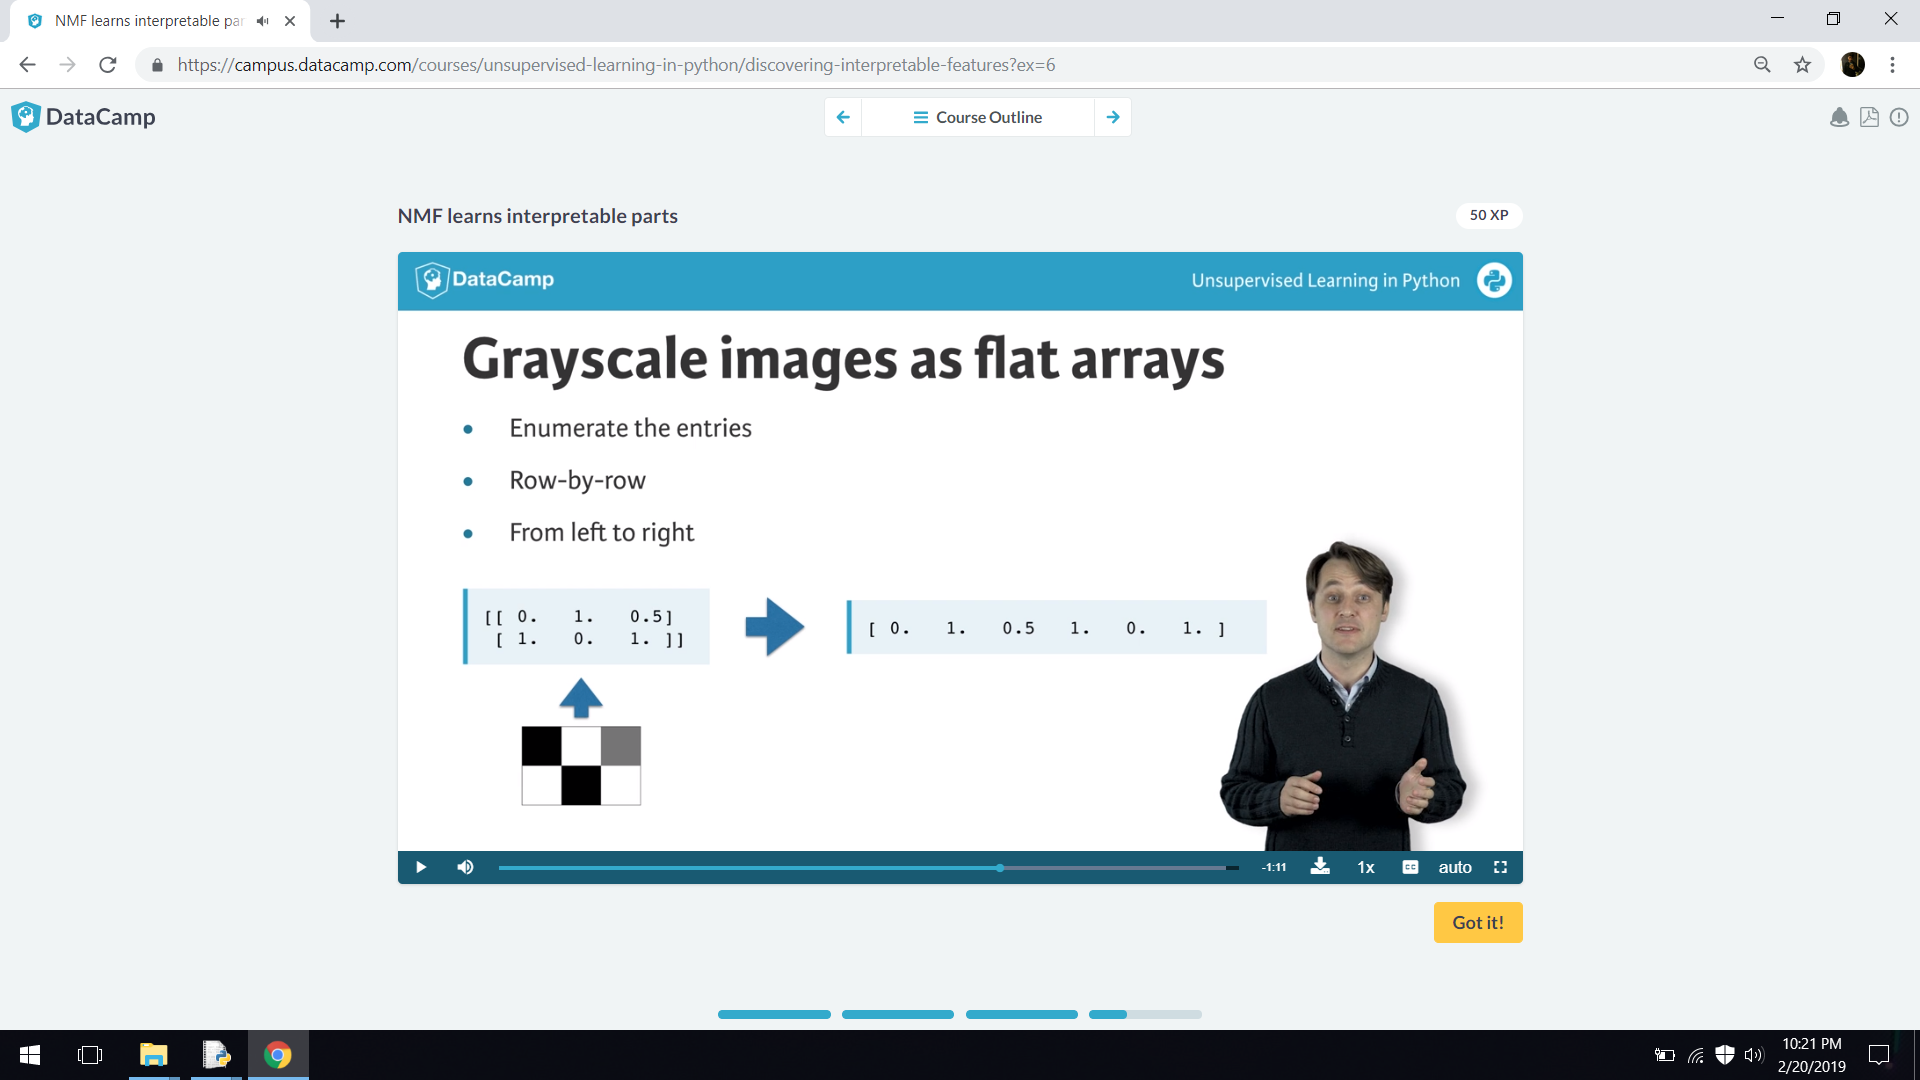 NMF learns interpretable par
https://campus.datacamp.com/courses/unsupervised-learning-in-python/discovering-interpretable-features?ex=6
DataCamp
Course Outline
NMF learns interpretable parts
50 XP
DataCamp
Unsupervised Learning in Python
Grayscale images as flat arrays
• Enumerate the entries
• Row-by-row
• From left to right
[[ 0. 1. 0.5]
[ 1. 0. 1. ]]
[ 0. 1. 0.5 1. 0. 1. ]
-1:11
1x
CC
auto
Got it!
10:21 PM
2/20/2019